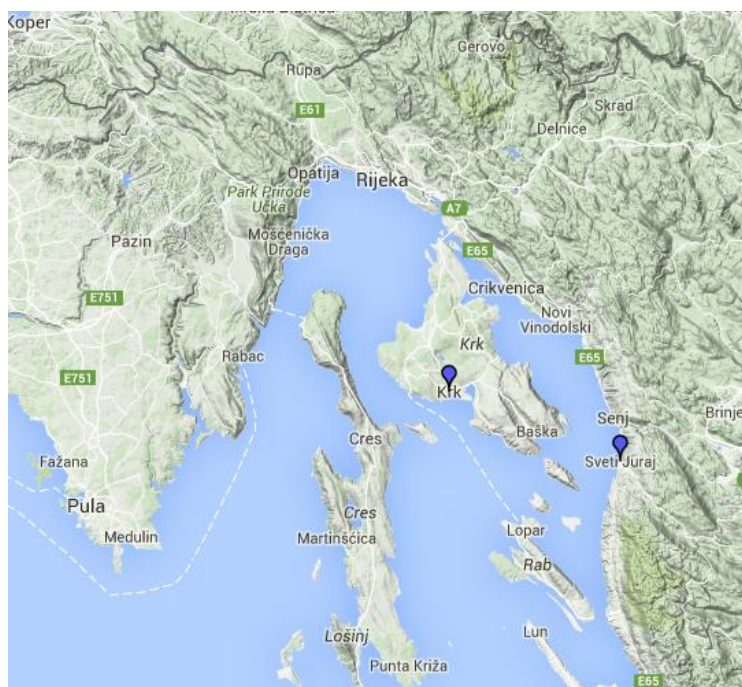 Koper
Gerovo
Rupa
Skrad
E61
Delnice
Opatija
Rijeka
Park Prirode
Učka
A7
Pazin
Mošćenička
Draga
E65
Crikvenica
E751
Novi
Vinodolski
Rabac
Krk
E65
E751
Krk
Senj
Brinje
Cres
Baška
Fažana
Sveti Juraj
Pula
Cres
Lopar
Medulin
Martinšćica
Rab
Lošinj
Lun
Punta Križa
E65